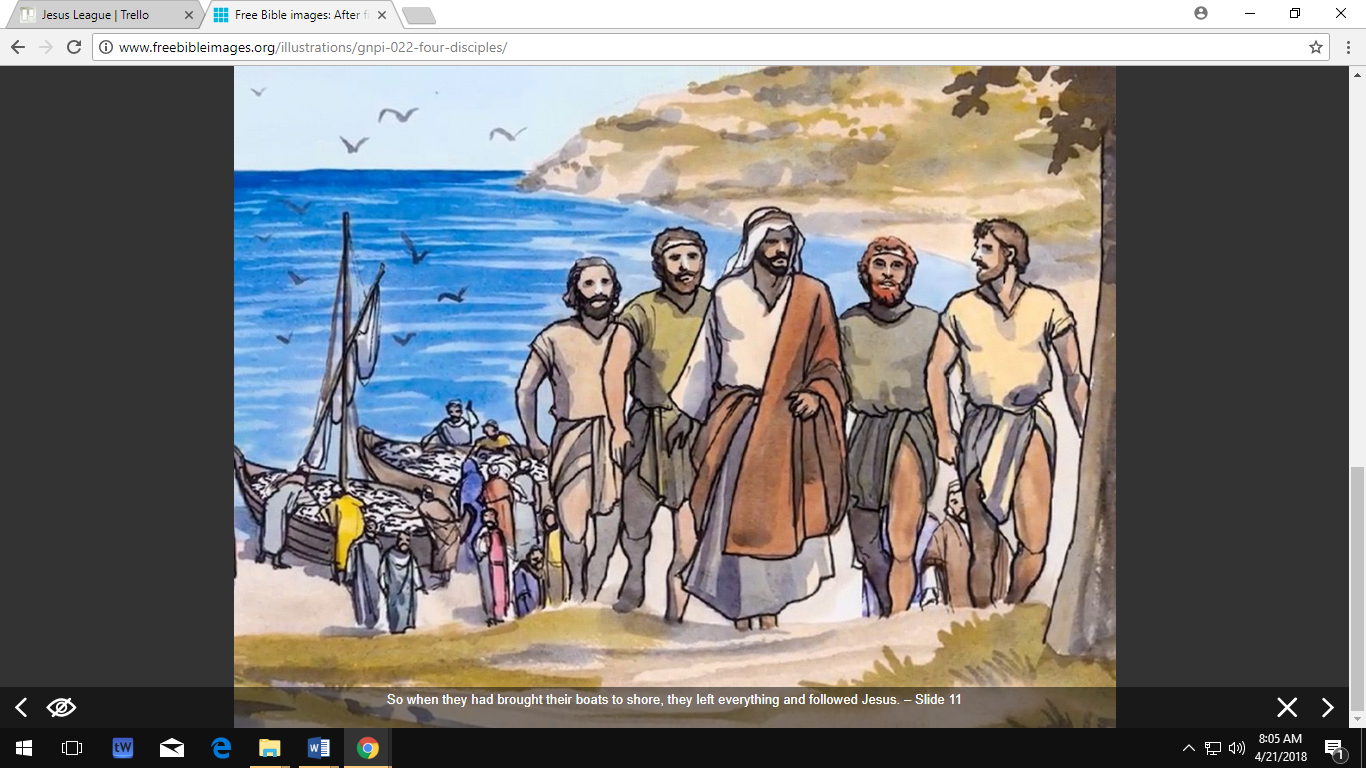 Jesus League | Trello
Free Bible images: After f
www.freebibleimages.org/illustrations/gnpi-022-four-disciples/
So when they had brought their boats to shore, they left everything and followed Jesus. – Slide 11
tW
8:05 AM
4/21/2018
1